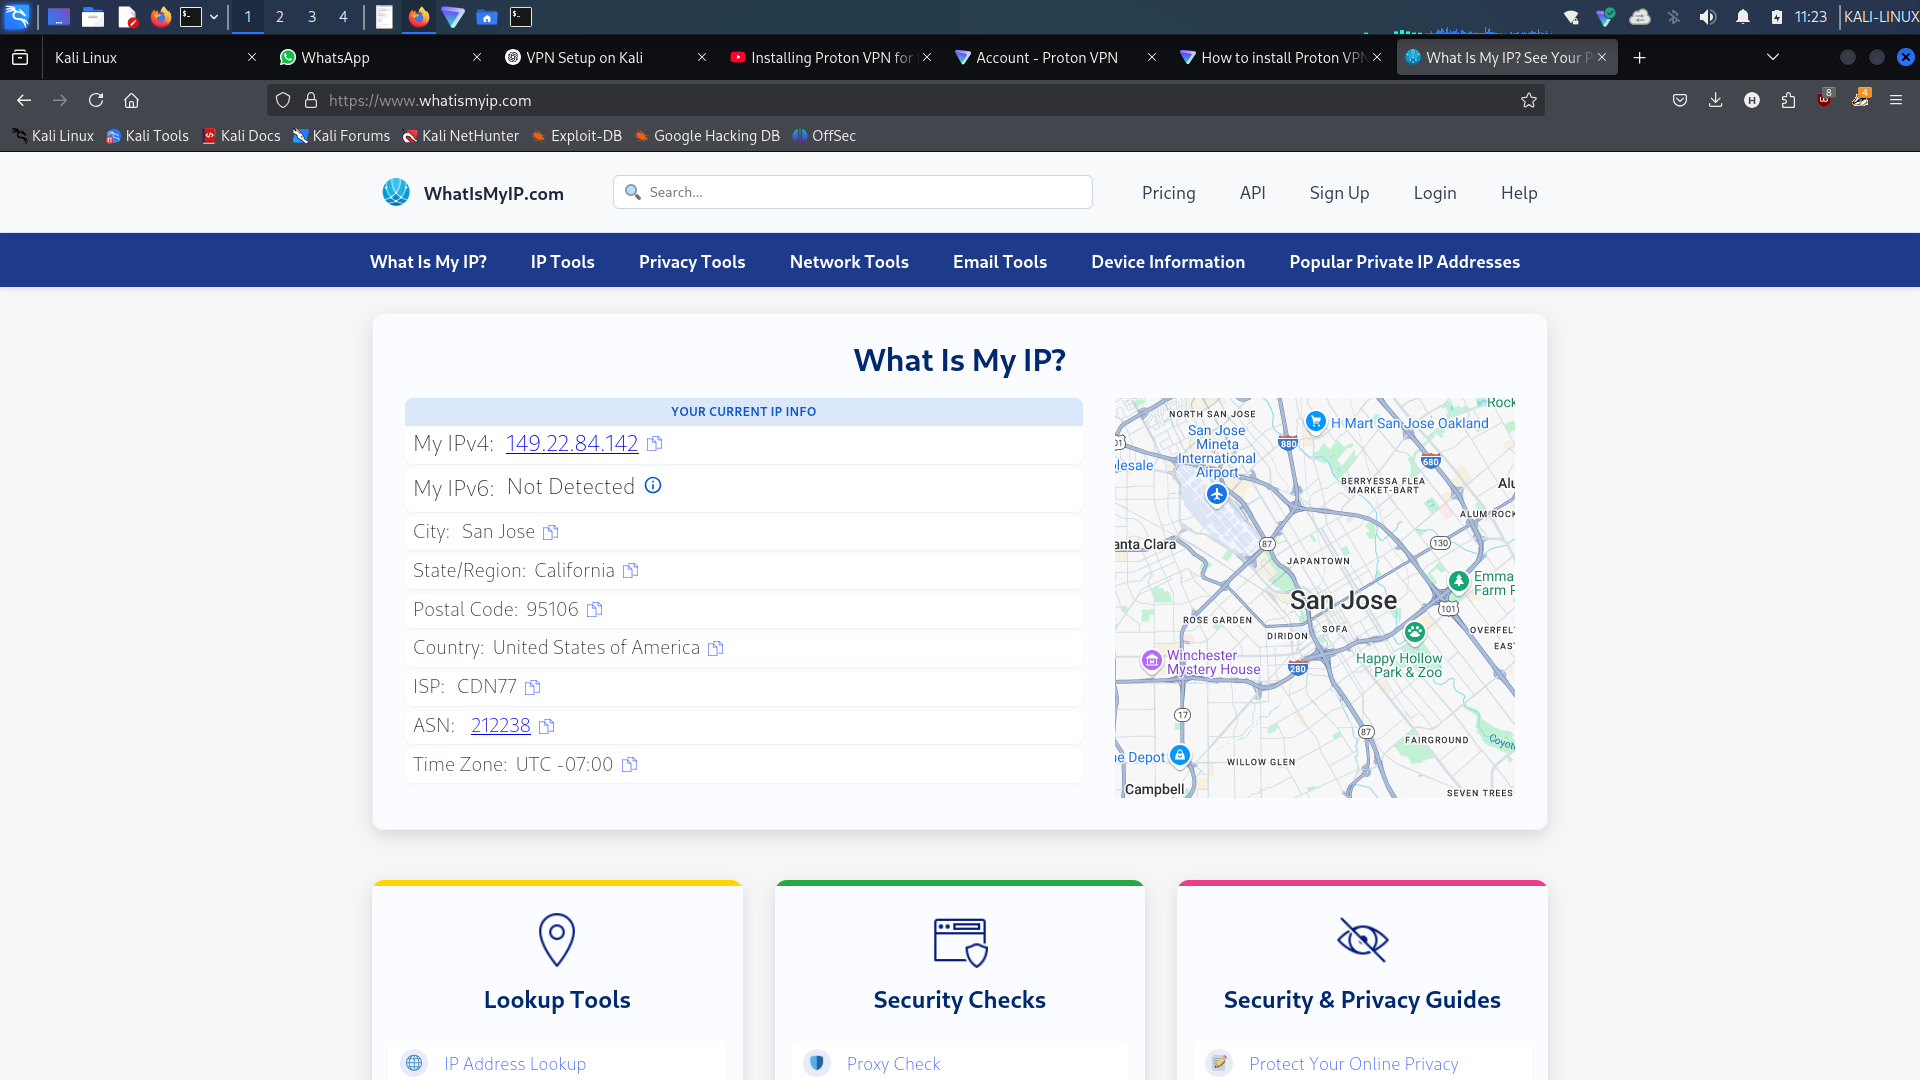 1 2 3 4 11:23 KALI-LINUX
Kali Linux
WhatsApp
VPN Setup on Kali
Installing Proton VPN for
Account - Proton VPN
How to install Proton VPN
What Is My IP? See Your P
https://www.whatismyip.com
8
4
Kali Linux Kali Tools Kali Docs Kali Forums Kali NetHunter Exploit-DB Google Hacking DB OffSec
WhatIsMyIP.com
Search...
Pricing API Sign Up Login Help
What Is My IP? IP Tools Privacy Tools Network Tools Email Tools Device Information Popular Private IP Addresses
What Is My IP?
YOUR CURRENT IP INFO
My IPv4: 149.22.84.142
My IPv6: Not Detected
City: San Jose
State/Region: California
Postal Code: 95106
Country: United States of America
ISP: CDN77
ASN: 212238
Time Zone: UTC -07:00
NORTH SAN JOSE
Rock
H Mart San Jose Oakland
San Jose
Mineta
International
Airport
880
680
lesale
BERRYESSA FLEA
MARKET-BART
Alu
ALUM ROCK
anta Clara
87
130
JAPANTOWN
Emma
Farm P
San Jose
101
ROSE GARDEN
SOFA
DIRIDON
OVERFEL
EAST
Winchester
Mystery House
280
Happy Hollow
Park & Zoo
17
87
FAIRGROUND
Coyot
e Depot
WILLOW GLEN
Campbell
SEVEN TREES
Lookup Tools
IP Address Lookup
Security Checks
Proxy Check
Security & Privacy Guides
Protect Your Online Privacy